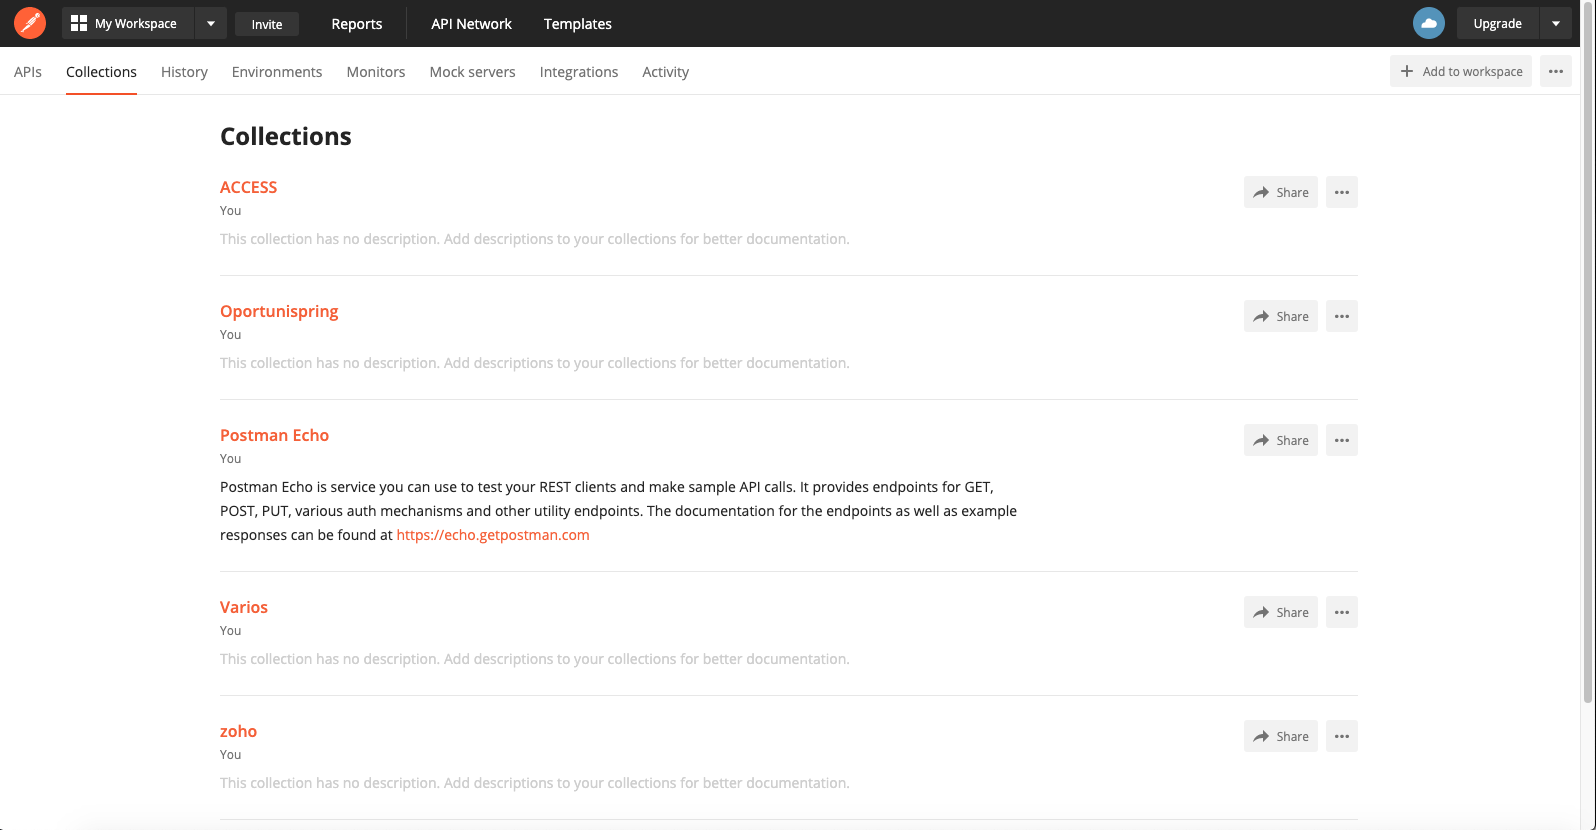 My Workspace Invite Reports API Network Templates Upgrade
APIs Collections History Environments Monitors Mock servers Integrations Activity Add to workspace
Collections
ACCESS
Share
You
This collection has no description. Add descriptions to your collections for better documentation.
Oportunispring
Share
You
This collection has no description. Add descriptions to your collections for better documentation.
Postman Echo
Share
You
Postman Echo is service you can use to test your REST clients and make sample API calls. It provides endpoints for GET,
POST, PUT, various auth mechanisms and other utility endpoints. The documentation for the endpoints as well as example
responses can be found at https://echo.getpostman.com
Varios
Share
You
This collection has no description. Add descriptions to your collections for better documentation.
zoho
Share
You
This collection has no description. Add descriptions to your collections for better documentation.